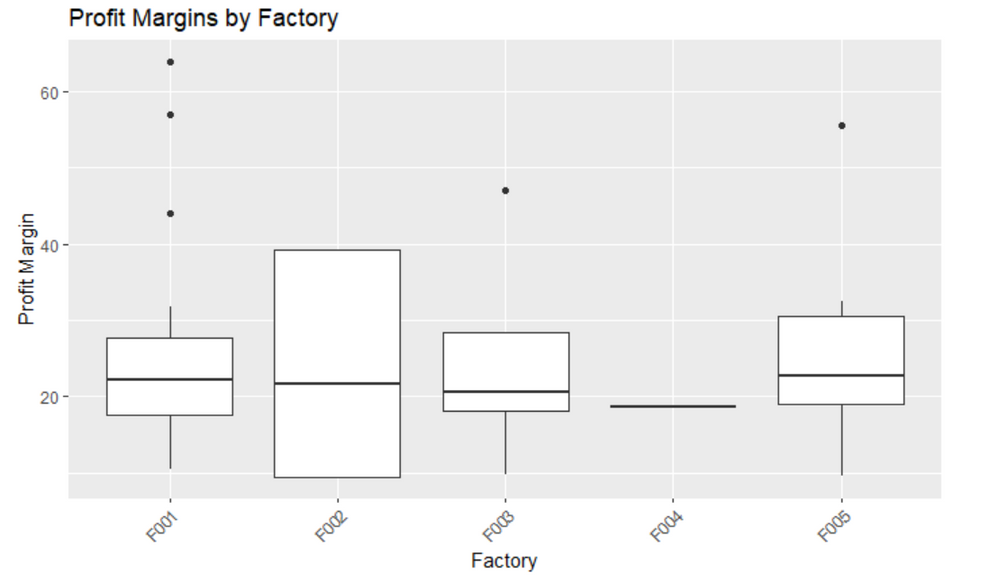 Profit Margins by Factory
Profit Margin
60
40
20
F001
F002
F003
F004
F005
Factory